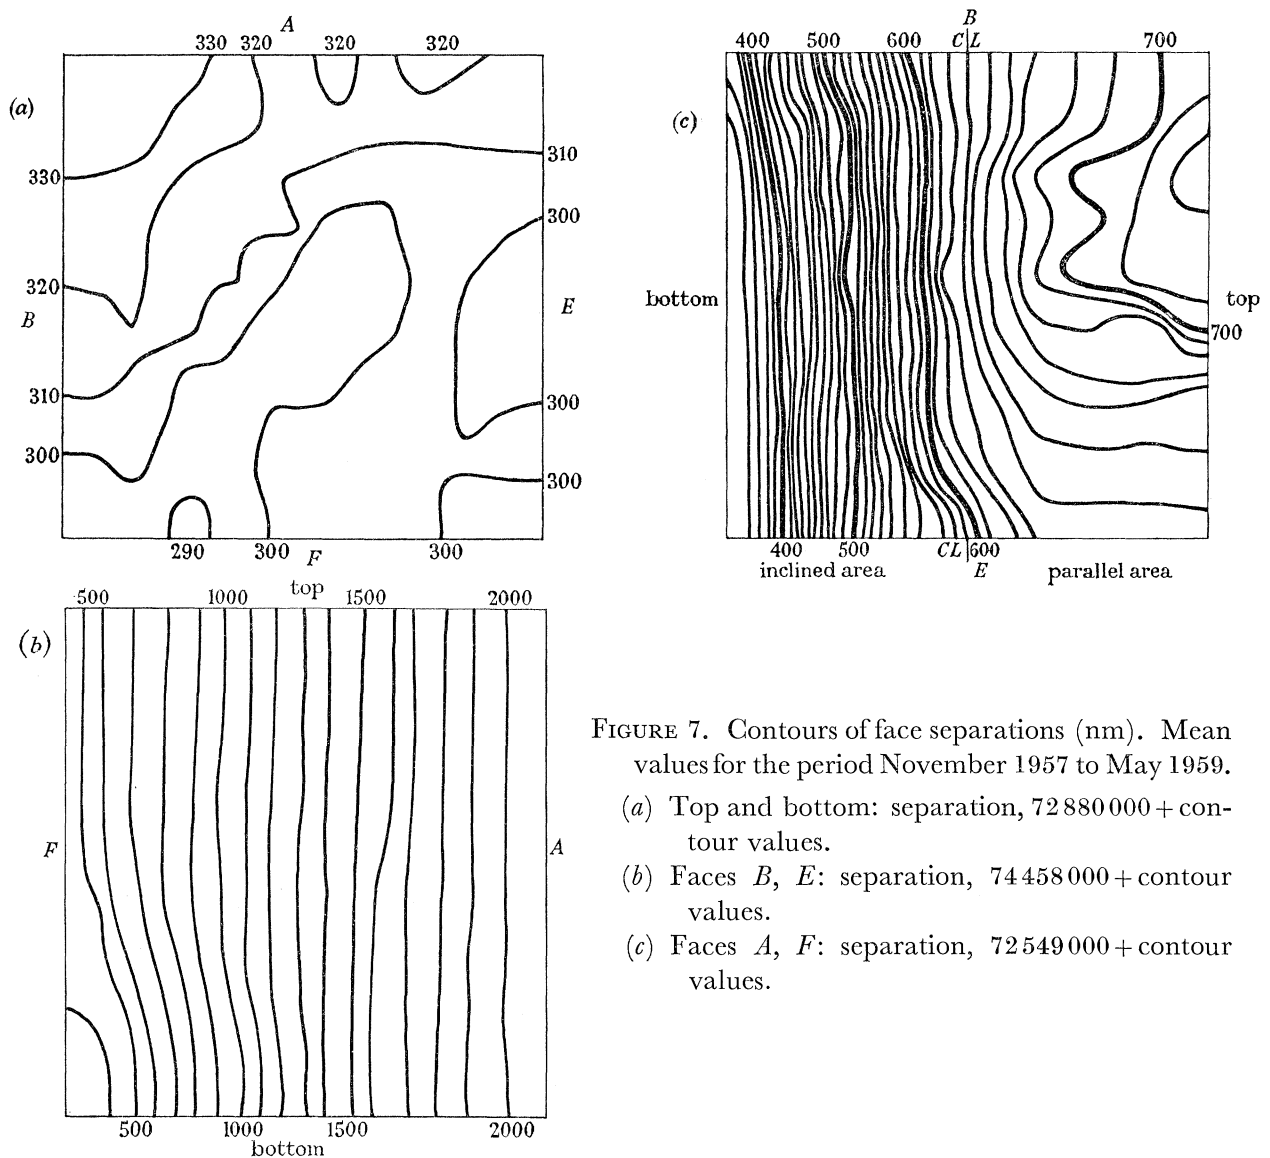 A
330 320 320 320
(a)
330
320
B
310
300
310
300
E
300
300
290 300 F 300
B
400 500 600 CL 700
(c)
bottom
top
700
400 500 CL 600
inclined area E parallel area
top
500 1000 1500 2000
(b)
F
A
500 1000 1500 2000
bottom
FIGURE 7. Contours of face separations (nm). Mean
values for the period November 1957 to May 1959.
(a) Top and bottom: separation, 72 880 000 + con-
tour values.
(b) Faces B, E: separation, 74 458 000 + contour
values.
(c) Faces A, F: separation, 72 549 000 + contour
values.